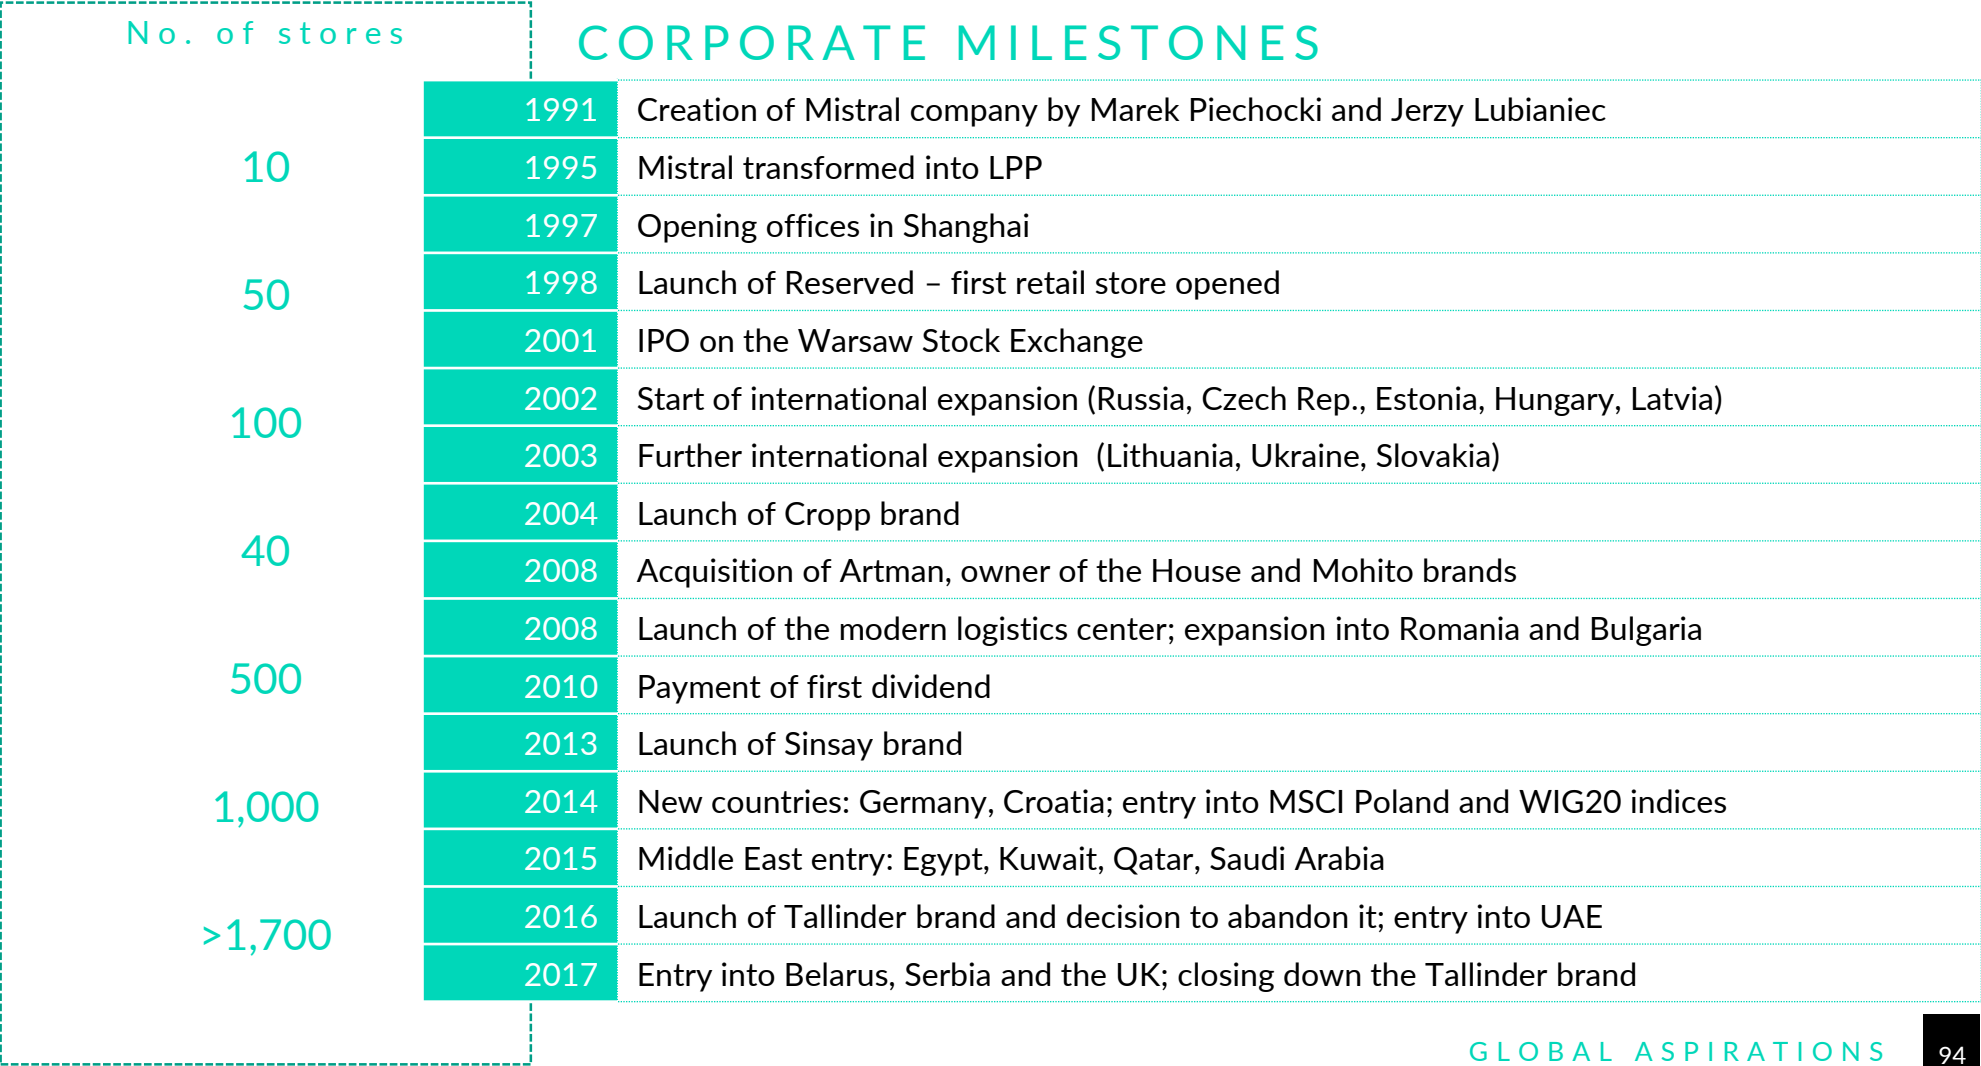 No. of stores
10
50
100
40
500
1,000
>1,700
CORPORATE MILESTONES
1991 Creation of Mistral company by Marek Piechocki and Jerzy Lubianiec
1995 Mistral transformed into LPP
1997 Opening offices in Shanghai
1998 Launch of Reserved – first retail store opened
2001 IPO on the Warsaw Stock Exchange
2002 Start of international expansion (Russia, Czech Rep., Estonia, Hungary, Latvia)
2003 Further international expansion  (Lithuania, Ukraine, Slovakia)
2004 Launch of Cropp brand
2008 Acquisition of Artman, owner of the House and Mohito brands
2008 Launch of the modern logistics center; expansion into Romania and Bulgaria
2010 Payment of first dividend
2013 Launch of Sinsay brand
2014 New countries: Germany, Croatia; entry into MSCI Poland and WIG20 indices
2015 Middle East entry: Egypt, Kuwait, Qatar, Saudi Arabia
2016 Launch of Tallinder brand and decision to abandon it; entry into UAE
2017 Entry into Belarus, Serbia and the UK; closing down the Tallinder brand
GLOBAL ASPIRATIONS
94